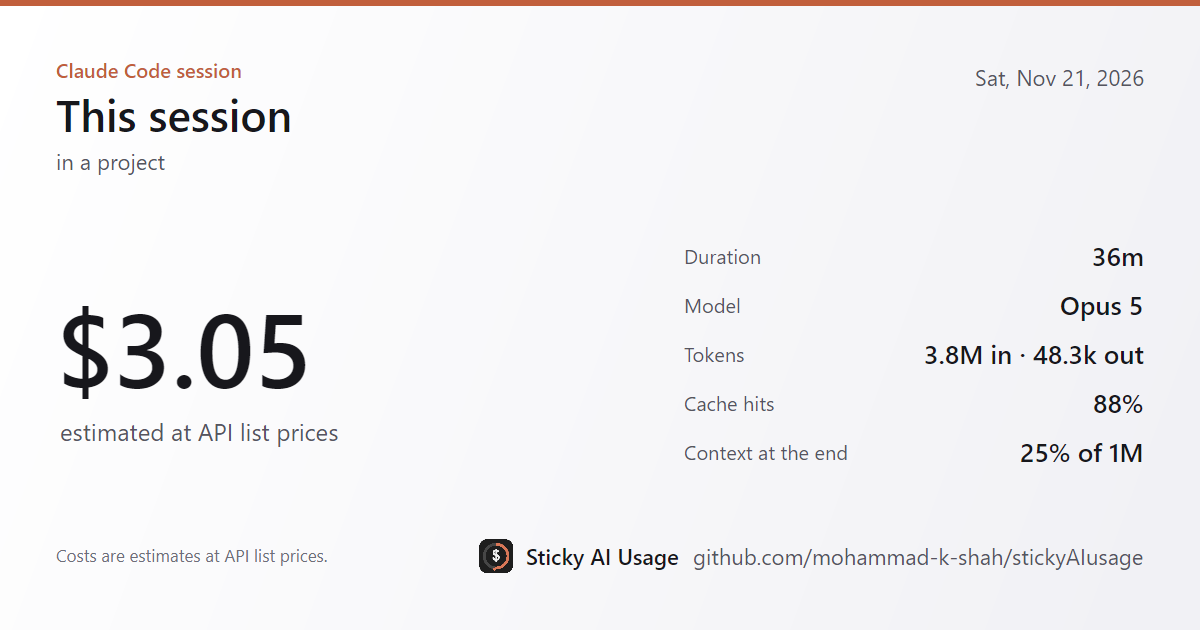 Claude Code session
Sat, Nov 21, 2026
This session
in a project
Duration 36m
Model Opus 5
$3.05
Tokens 3.8M in · 48.3k out
Cache hits 88%
estimated at API list prices
Context at the end 25% of 1M
Costs are estimates at API list prices.
$ Sticky AI Usage github.com/mohammad-k-shah/stickyAIusage